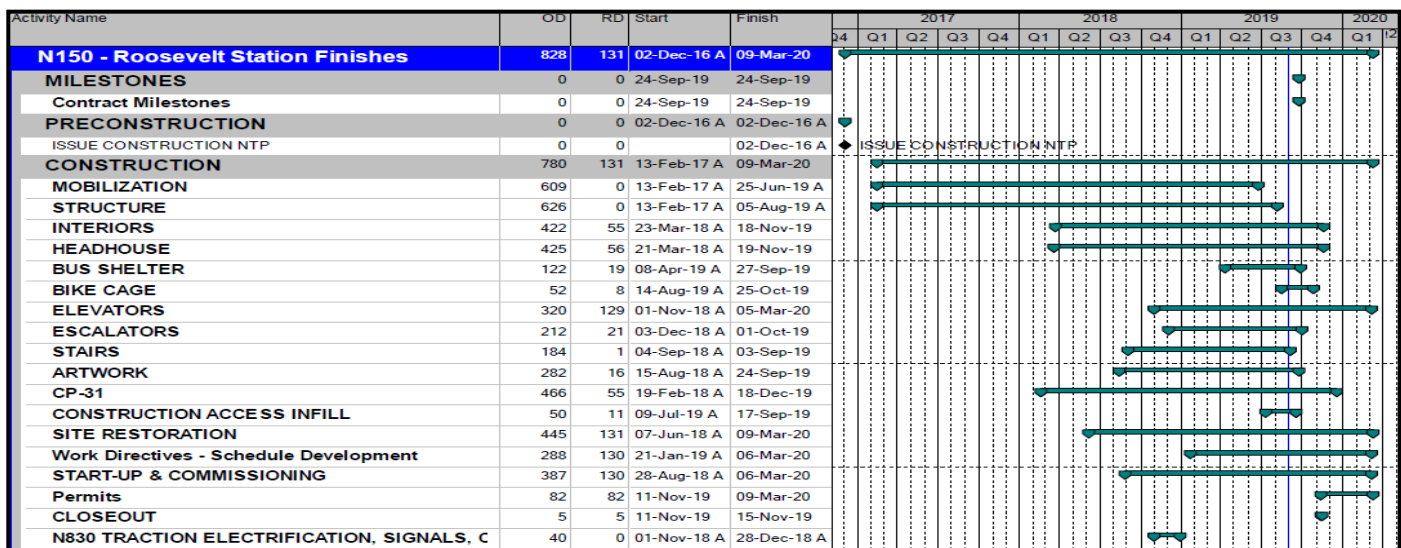 Activity Name OD RD Start Finish 2017 2018 2019 2020
Q4 Q1 Q2 Q3 Q4 Q1 Q2 Q3 Q4 Q1 Q2 Q3 Q4 Q1
N150 - Roosevelt Station Finishes 828 131 02-Dec-16 A 09-Mar-20
MILESTONES 0 0 24-Sep-19 24-Sep-19
Contract Milestones 0 0 24-Sep-19 24-Sep-19
PRECONSTRUCTION 0 0 02-Dec-16 A 02-Dec-16 A
ISSUE CONSTRUCTION NTP 0 0 02-Dec-16 A ISSUE CONSTRUCTION NTP
CONSTRUCTION 780 131 13-Feb-17 A 09-Mar-20
MOBILIZATION 609 0 13-Feb-17 A 25-Jun-19 A
STRUCTURE 626 0 13-Feb-17 A 05-Aug-19 A
INTERIORS 422 55 23-Mar-18 A 18-Nov-19
HEADHOUSE 425 56 21-Mar-18 A 19-Nov-19
BUS SHELTER 122 19 08-Apr-19 A 27-Sep-19
BIKE CAGE 52 8 14-Aug-19 A 25-Oct-19
ELEVATORS 320 129 01-Nov-18 A 05-Mar-20
ESCALATORS 212 21 03-Dec-18 A 01-Oct-19
STAIRS 184 1 04-Sep-18 A 03-Sep-19
ARTWORK 282 16 15-Aug-18 A 24-Sep-19
CP-31 466 55 19-Feb-18 A 18-Dec-19
CONSTRUCTION ACCESS INFILL 50 11 09-Jul-19 A 17-Sep-19
SITE RESTORATION 445 131 07-Jun-18 A 09-Mar-20
Work Directives - Schedule Development 288 130 21-Jan-19 A 06-Mar-20
START-UP & COMMISSIONING 387 130 28-Aug-18 A 06-Mar-20
Permits 82 82 11-Nov-19 09-Mar-20
CLOSEOUT 5 5 11-Nov-19 15-Nov-19
N830 TRACTION ELECTRIFICATION, SIGNALS, C 40 0 01-Nov-18 A 28-Dec-18 A